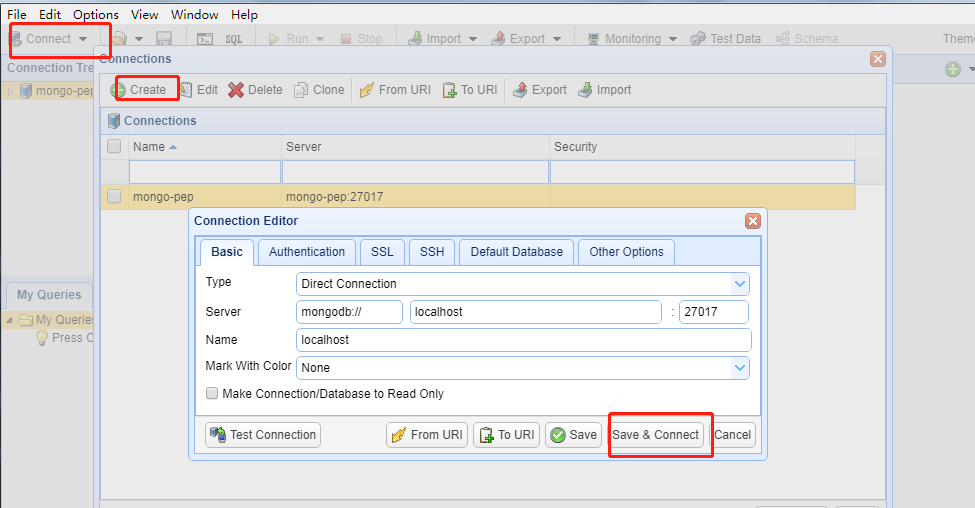 File Edit Options View Window Help
Connect SQL Run Stop Import Export Monitoring Test Data Schema Them
Connection Tre
mongo-pep
Connections
Create Edit Delete Clone From URI To URI Export Import
Connections
Name Server Security
mongo-pep mongo-pep:27017
Connection Editor
Basic Authentication SSL SSH Default Database Other Options
Type Direct Connection
Server mongodb:// localhost : 27017
Name localhost
Mark With Color None
Make Connection/Database to Read Only
Test Connection From URI To URI Save Save & Connect Cancel
My Queries
My Queries
Press C